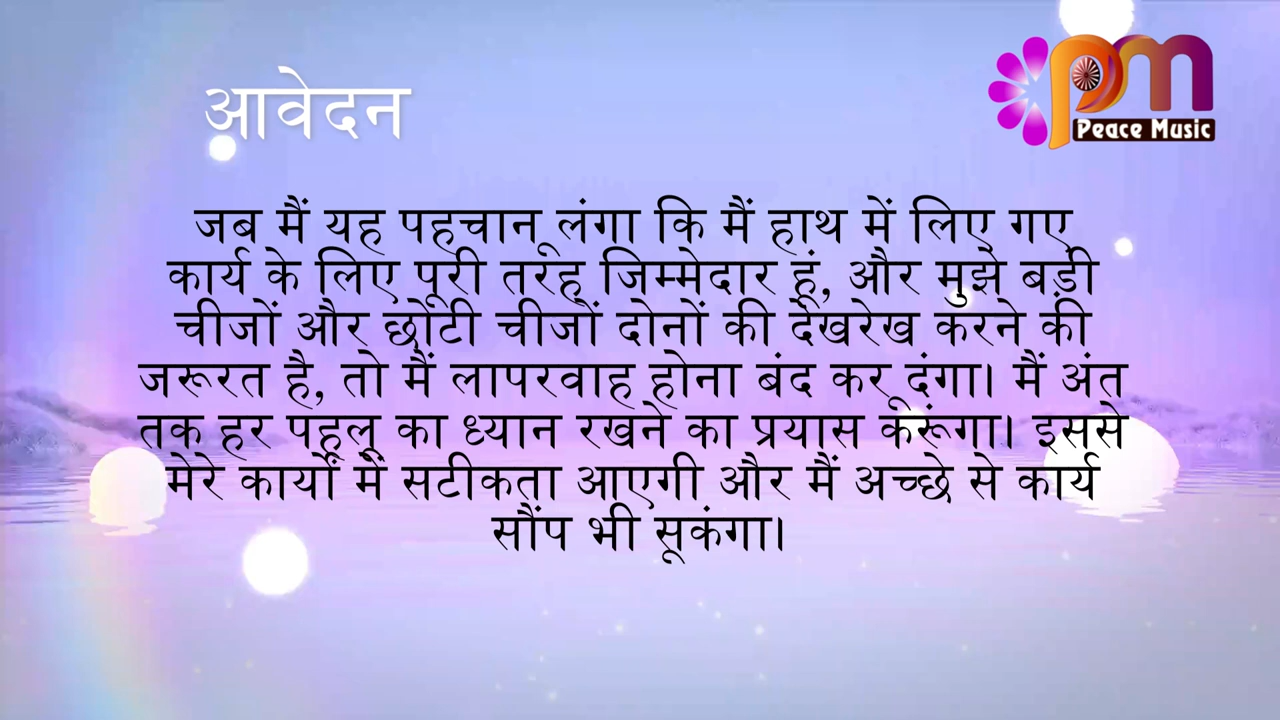 आवेदन
pm
Peace Music
जब मैं यह पहचान लूंगा कि मैं हाथ में लिए गए
कार्य के लिए पूरी तरह जिम्मेदार हूं, और मुझे बड़ी
चीजों और छोटी चीजों दोनों की देखरेख करने की
जरूरत है, तो मैं लापरवाह होना बंद कर दूंगा। मैं अंत
तक हर पहलू का ध्यान रखने का प्रयास करूंगा। इससे
मेरे कार्यों में सटीकता आएगी और मैं अच्छे से कार्य
सौंप भी सूकंगा।